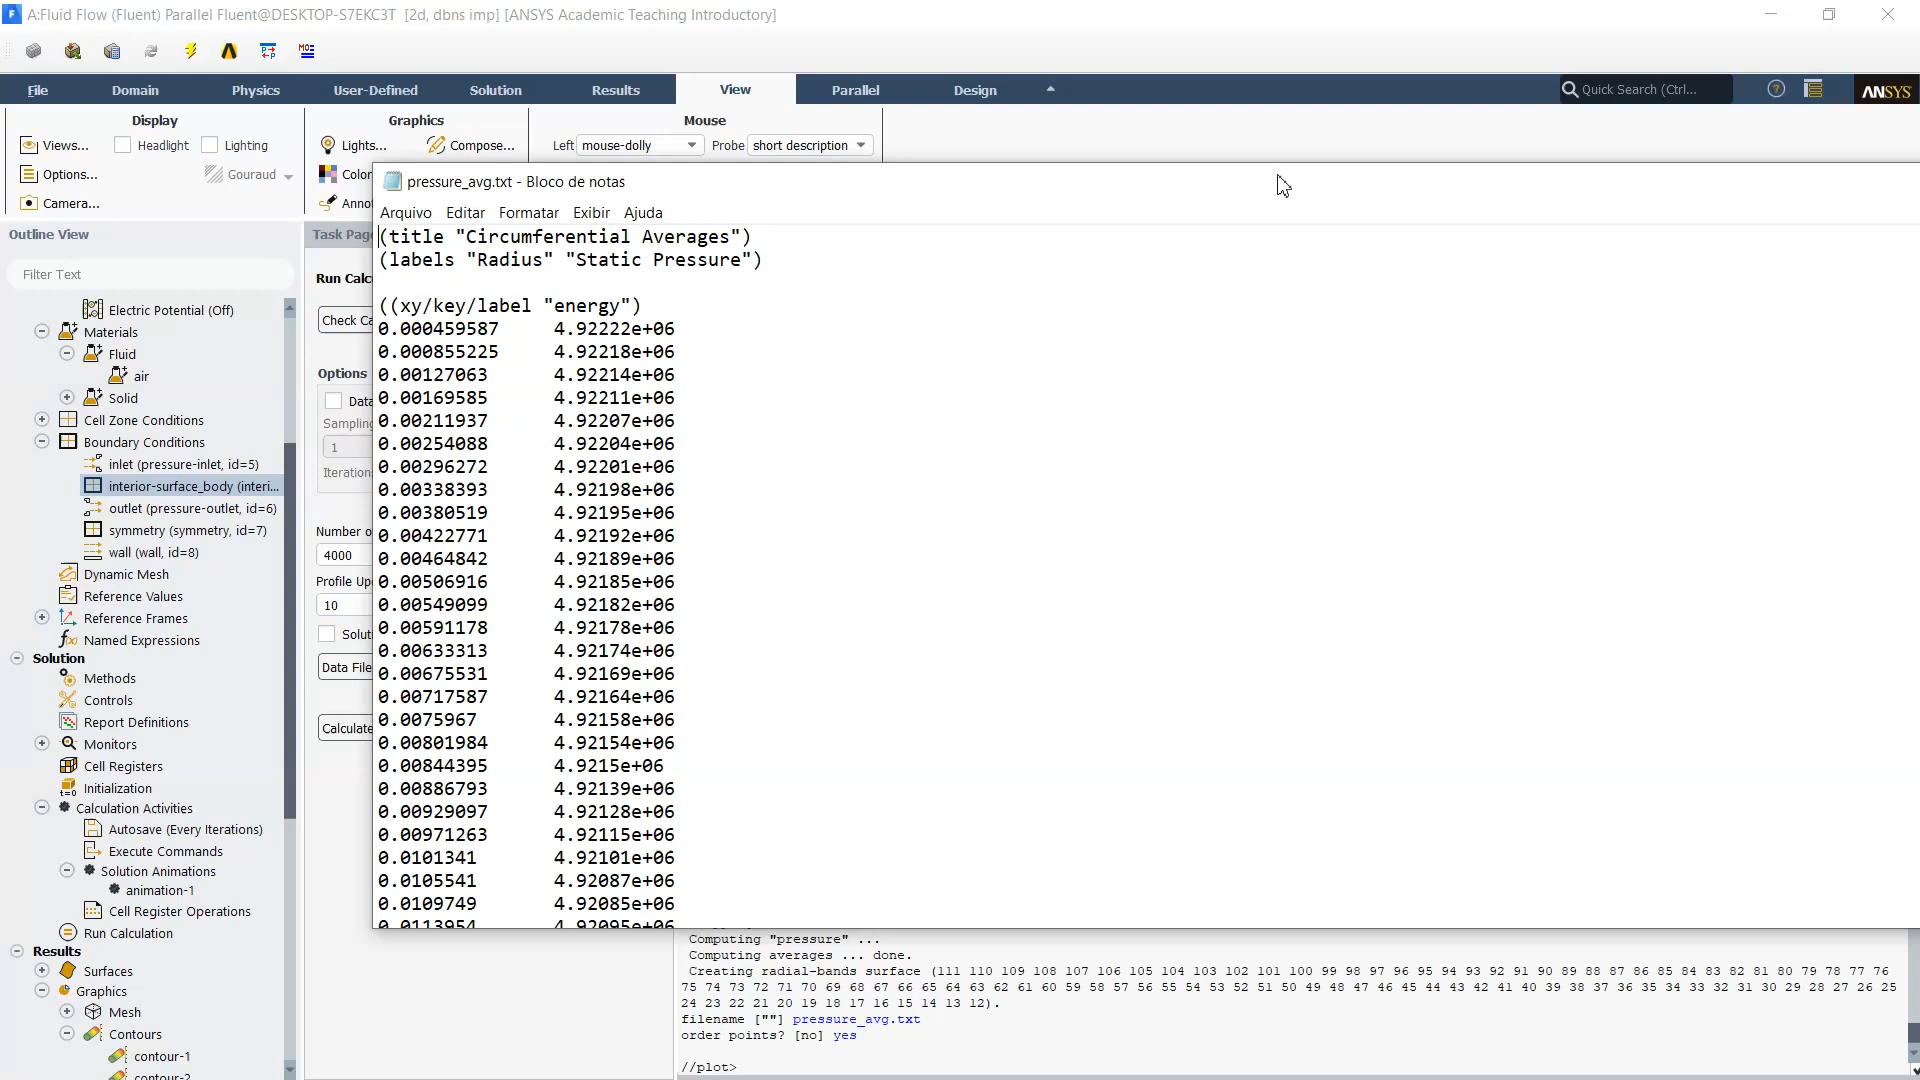 A:Fluid Flow (Fluent) Parallel Fluent@DESKTOP-S7EKC3T [2d, dbns imp] [ANSYS Academic Teaching Introductory]
File Domain Physics User-Defined Solution Results View Parallel Design Quick Search (Ctrl... ANSYS
Display Graphics Mouse
Views... Headlight Lighting Lights... Compose... Left mouse-dolly Probe short description
Options... Gouraud
Camera...
pressure_avg.txt - Bloco de notas
Arquivo Editar Formatar Exibir Ajuda
(title "Circumferential Averages")
(labels "Radius" "Static Pressure")
((xy/key/label "energy")
0.000459587 4.92222e+06
0.000855225 4.92218e+06
0.00127063 4.92214e+06
0.00169585 4.92211e+06
0.00211937 4.92207e+06
0.00254088 4.92204e+06
0.00296272 4.92201e+06
0.00338393 4.92198e+06
0.00380519 4.92195e+06
0.00422771 4.92192e+06
0.00464842 4.92189e+06
0.00506916 4.92185e+06
0.00549099 4.92182e+06
0.00591178 4.92178e+06
0.00633313 4.92174e+06
0.00675531 4.92169e+06
0.00717587 4.92164e+06
0.0075967 4.92158e+06
0.00801984 4.92154e+06
0.00844395 4.9215e+06
0.00886793 4.92139e+06
0.00929097 4.92128e+06
0.00971263 4.92115e+06
0.0101341 4.92101e+06
0.0105541 4.92087e+06
0.0109749 4.92085e+06
0.0113954 4.92095e+06
Outline View
Filter Text
Electric Potential (Off)
Materials
Fluid
air
Solid
Cell Zone Conditions
Boundary Conditions
inlet (pressure-inlet, id=5)
interior-surface_body (interi...
outlet (pressure-outlet, id=6)
symmetry (symmetry, id=7)
wall (wall, id=8)
Dynamic Mesh
Reference Values
Reference Frames
Named Expressions
Solution
Methods
Controls
Report Definitions
Monitors
Cell Registers
Initialization
Calculation Activities
Autosave (Every Iterations)
Execute Commands
Solution Animations
animation-1
Cell Register Operations
Run Calculation
Results
Surfaces
Graphics
Mesh
Contours
contour-1
contour-2
Task Pag
Run Calc
Check Ca
Options
Data
Sampling
1
Iteration
Number o
4000
Profile Up
10
Solut
Data File
Calculate
Computing "pressure" ...
Computing averages ... done.
Creating radial-bands surface (111 110 109 108 107 106 105 104 103 102 101 100 99 98 97 96 95 94 93 92 91 90 89 88 87 86 85 84 83 82 81 80 79 78 77 76
75 74 73 72 71 70 69 68 67 66 65 64 63 62 61 60 59 58 57 56 55 54 53 52 51 50 49 48 47 46 45 44 43 42 41 40 39 38 37 36 35 34 33 32 31 30 29 28 27 26 25
24 23 22 21 20 19 18 17 16 15 14 13 12).
filename [""] pressure_avg.txt
order points? [no] yes
//plot>